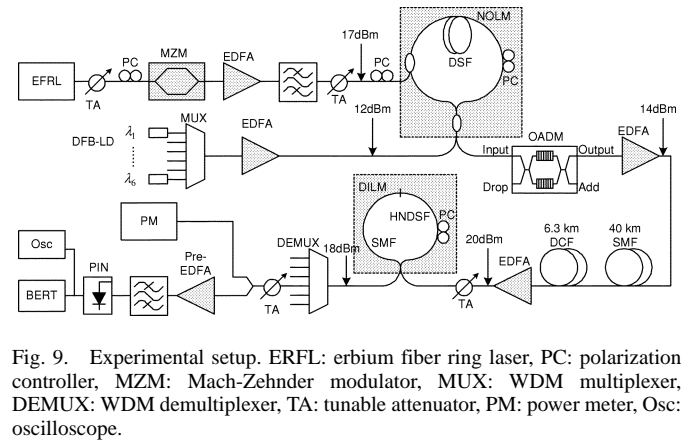 NOLM
17dBm
PC
MZM
EDFA
PC
DSF
PC
EFRL
TA
TA
12dBm
14dBm
MUX
EDFA
OADM
EDFA
DFB-LD
λ1
λ6
Input
Output
Drop
Add
DILM
PM
HNDSF
PC
6.3 km
DCF
40 km
SMF
DEMUX
18dBm
SMF
20dBm
Osc
PIN
Pre-
EDFA
EDFA
BERT
TA
TA
Fig. 9. Experimental setup. ERFL: erbium fiber ring laser, PC: polarization
controller, MZM: Mach-Zehnder modulator, MUX: WDM multiplexer,
DEMUX: WDM demultiplexer, TA: tunable attenuator, PM: power meter, Osc:
oscilloscope.